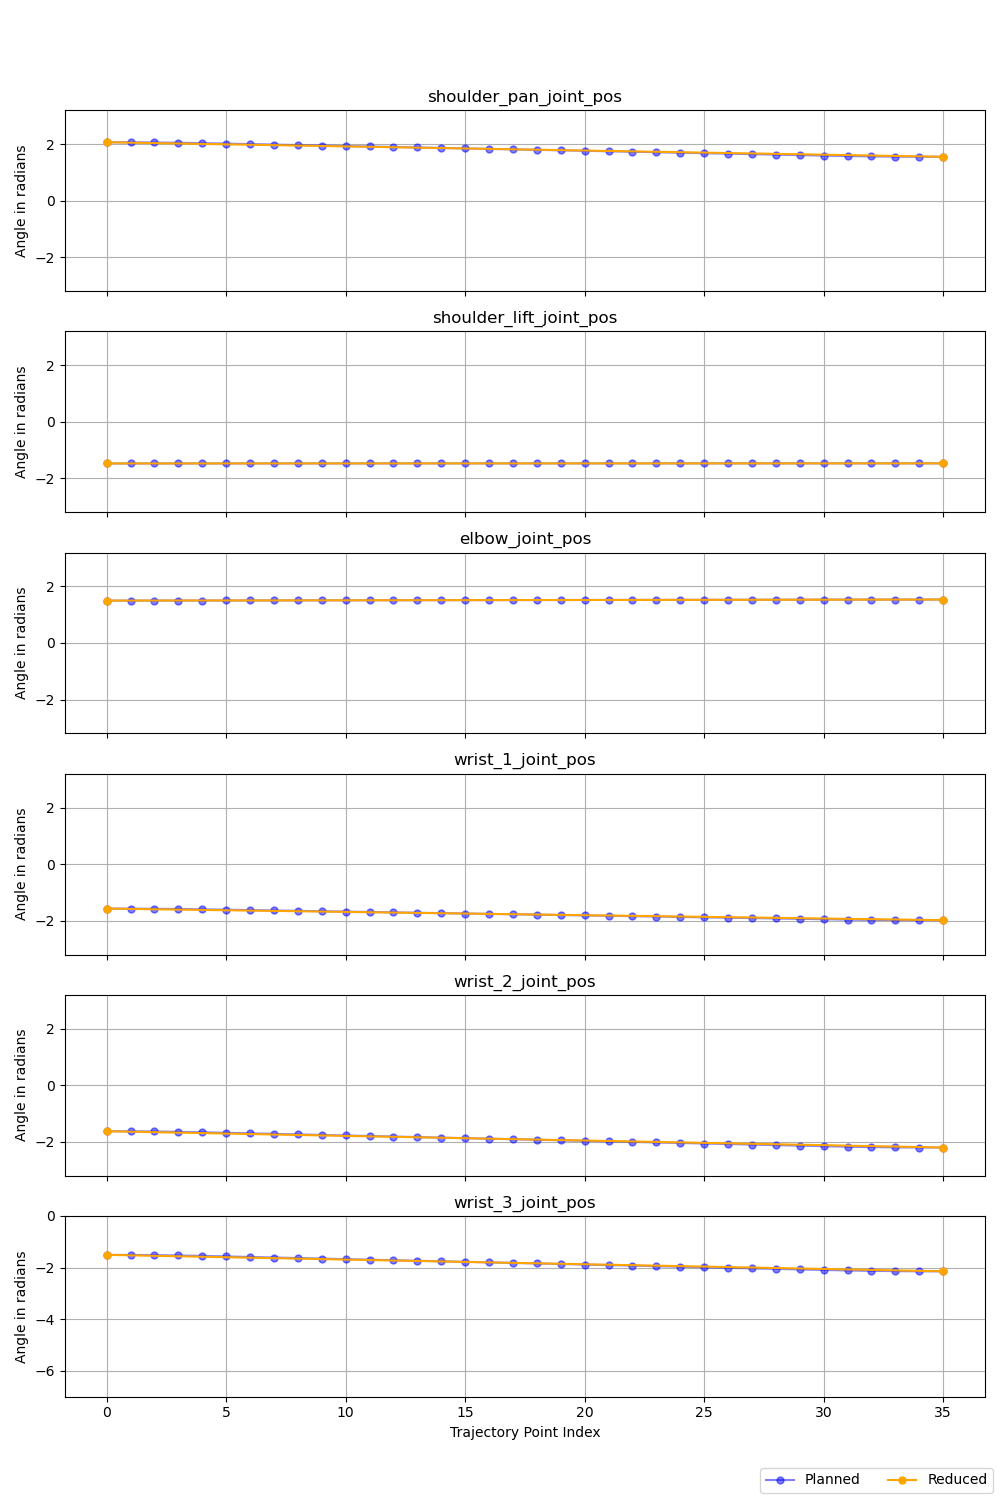 shoulder_pan_joint_pos
Angle in radians
2
0
−2
shoulder_lift_joint_pos
Angle in radians
2
0
−2
elbow_joint_pos
Angle in radians
2
0
−2
wrist_1_joint_pos
Angle in radians
2
0
−2
wrist_2_joint_pos
Angle in radians
2
0
−2
wrist_3_joint_pos
Angle in radians
0
−2
−4
−6
0 5 10 15 20 25 30 35
Trajectory Point Index
Planned Reduced